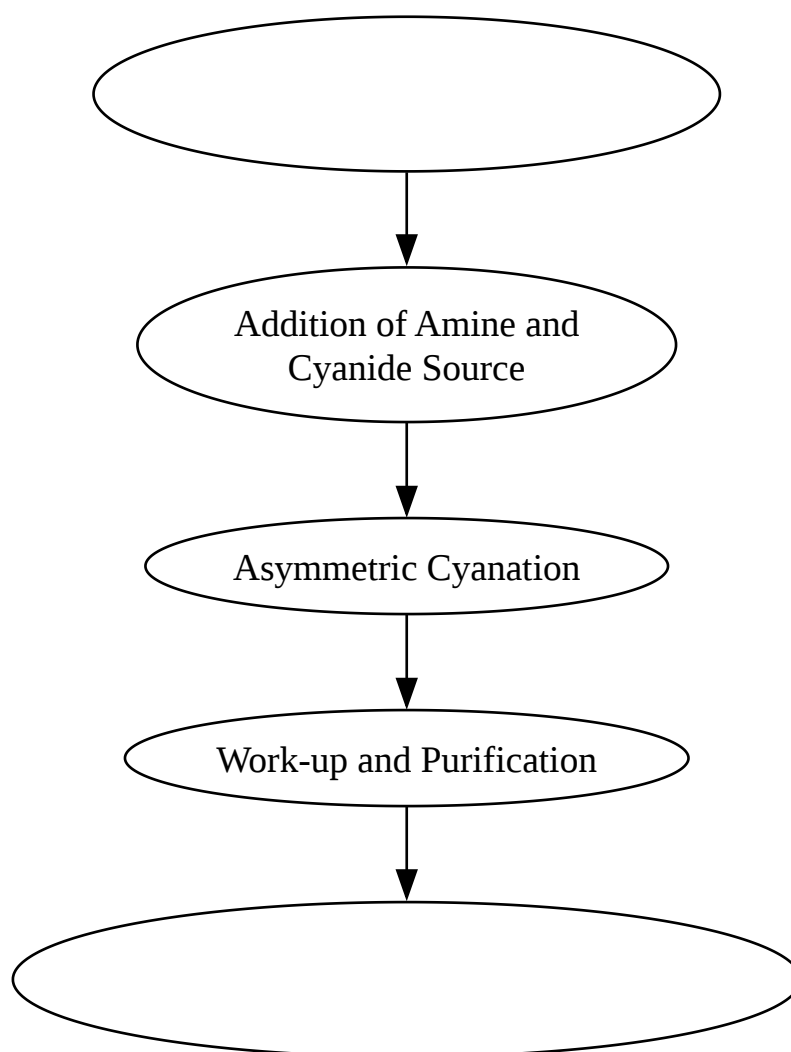 Addition of Amine and
Cyanide Source
Asymmetric Cyanation
Work-up and Purification